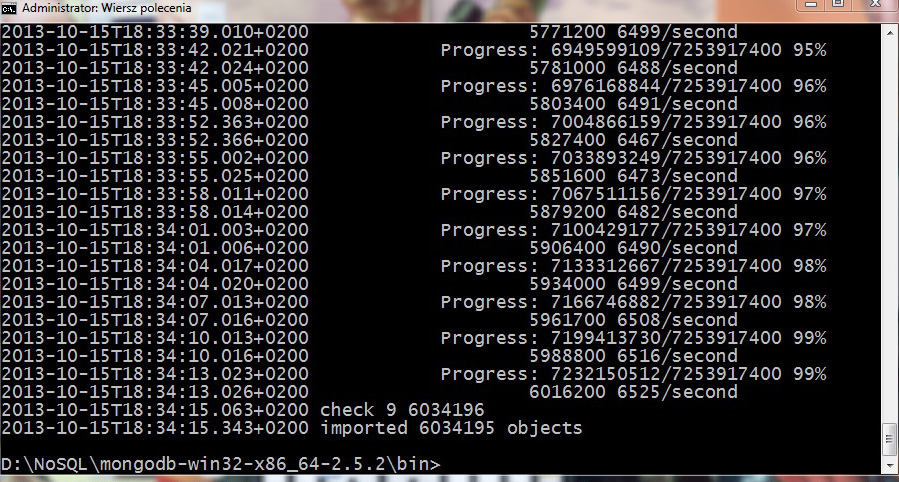 Administrator: Wiersz polecenia
2013-10-15T18:33:39.010+0200 5771200 6499/second
2013-10-15T18:33:42.021+0200 Progress: 6949599109/7253917400 95%
2013-10-15T18:33:42.024+0200 5781000 6488/second
2013-10-15T18:33:45.005+0200 Progress: 6976168844/7253917400 96%
2013-10-15T18:33:45.008+0200 5803400 6491/second
2013-10-15T18:33:52.363+0200 Progress: 7004866159/7253917400 96%
2013-10-15T18:33:52.366+0200 5827400 6467/second
2013-10-15T18:33:55.002+0200 Progress: 7033893249/7253917400 96%
2013-10-15T18:33:55.025+0200 5851600 6473/second
2013-10-15T18:33:58.011+0200 Progress: 7067511156/7253917400 97%
2013-10-15T18:33:58.014+0200 5879200 6482/second
2013-10-15T18:34:01.003+0200 Progress: 7100429177/7253917400 97%
2013-10-15T18:34:01.006+0200 5906400 6490/second
2013-10-15T18:34:04.017+0200 Progress: 7133312667/7253917400 98%
2013-10-15T18:34:04.020+0200 5934000 6499/second
2013-10-15T18:34:07.013+0200 Progress: 7166746882/7253917400 98%
2013-10-15T18:34:07.016+0200 5961700 6508/second
2013-10-15T18:34:10.013+0200 Progress: 7199413730/7253917400 99%
2013-10-15T18:34:10.016+0200 5988800 6516/second
2013-10-15T18:34:13.023+0200 Progress: 7232150512/7253917400 99%
2013-10-15T18:34:13.026+0200 6016200 6525/second
2013-10-15T18:34:15.063+0200 check 9 6034196
2013-10-15T18:34:15.343+0200 imported 6034195 objects
D:\NoSQL\mongodb-win32-x86_64-2.5.2\bin>